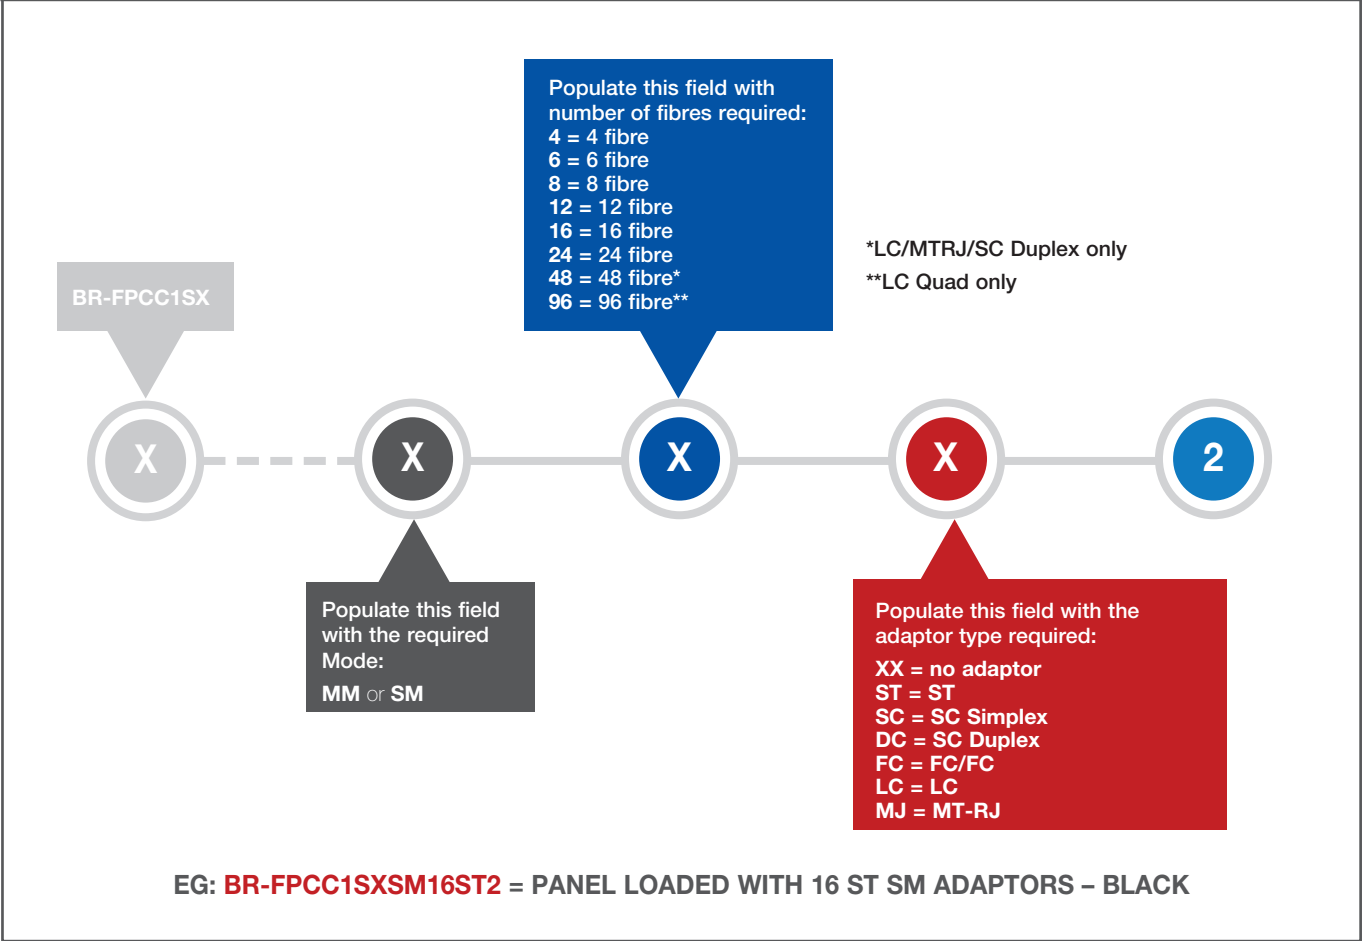 Populate this field with
number of fibres required:
4 = 4 fibre
6 = 6 fibre
8 = 8 fibre
12 = 12 fibre
16 = 16 fibre
24 = 24 fibre
48 = 48 fibre*
96 = 96 fibre**
*LC/MTRJ/SC Duplex only
**LC Quad only
BR-FPCC1SX
X
X
X
X
2
Populate this field
with the required
Mode:
MM or SM
Populate this field with the
adaptor type required:
XX = no adaptor
ST = ST
SC = SC Simplex
DC = SC Duplex
FC = FC/FC
LC = LC
MJ = MT-RJ
EG: BR-FPCC1SXSM16ST2 = PANEL LOADED WITH 16 ST SM ADAPTORS – BLACK